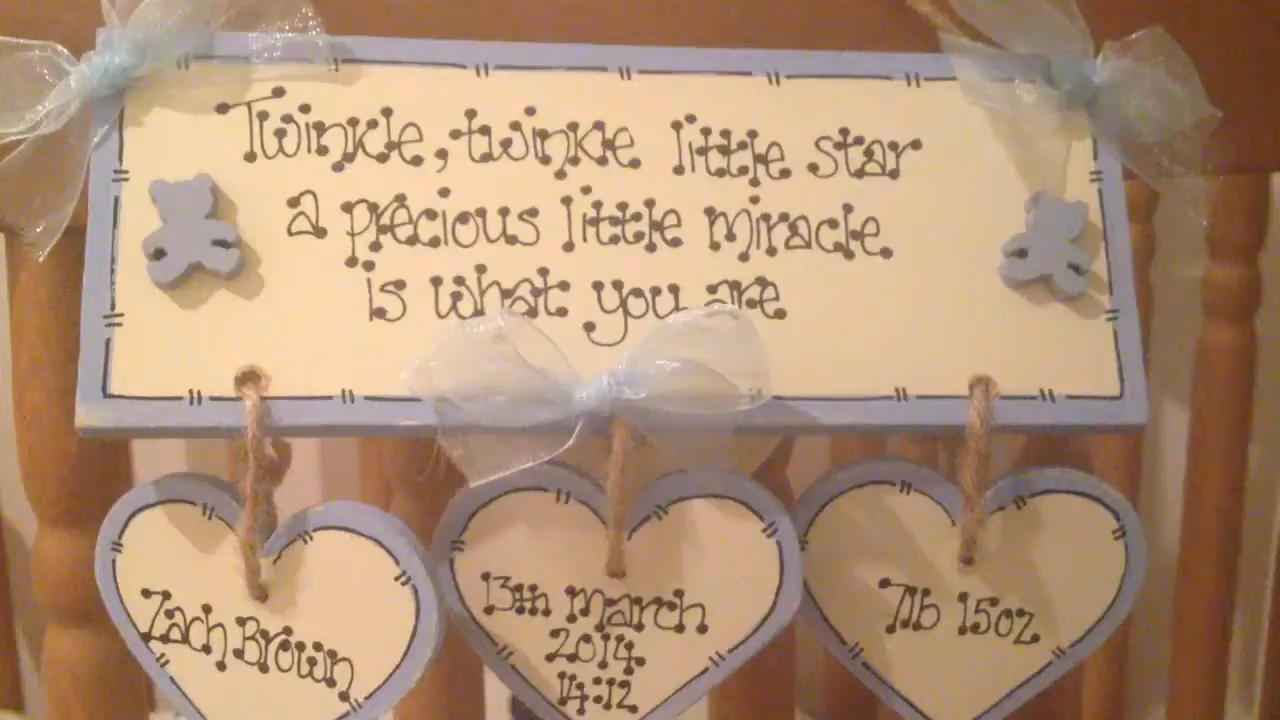 Twinkle, twinkle little star
a precious little miracle
is what you are
Zach Brown
13th march
2014
14:12
7lb 15oz